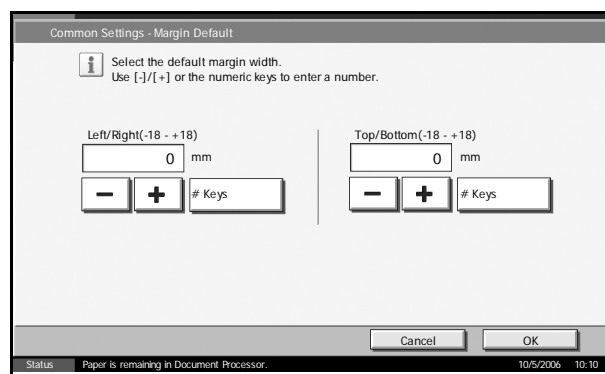 Common Settings - Margin Default
Select the default margin width.
Use [-]/[+] or the numeric keys to enter a number.
Left/Right(-18 - +18)
Top/Bottom(-18 - +18)
0 mm
0 mm
− + # Keys
− + # Keys
Cancel OK
Status Paper is remaining in Document Processor. 10/5/2006 10:10